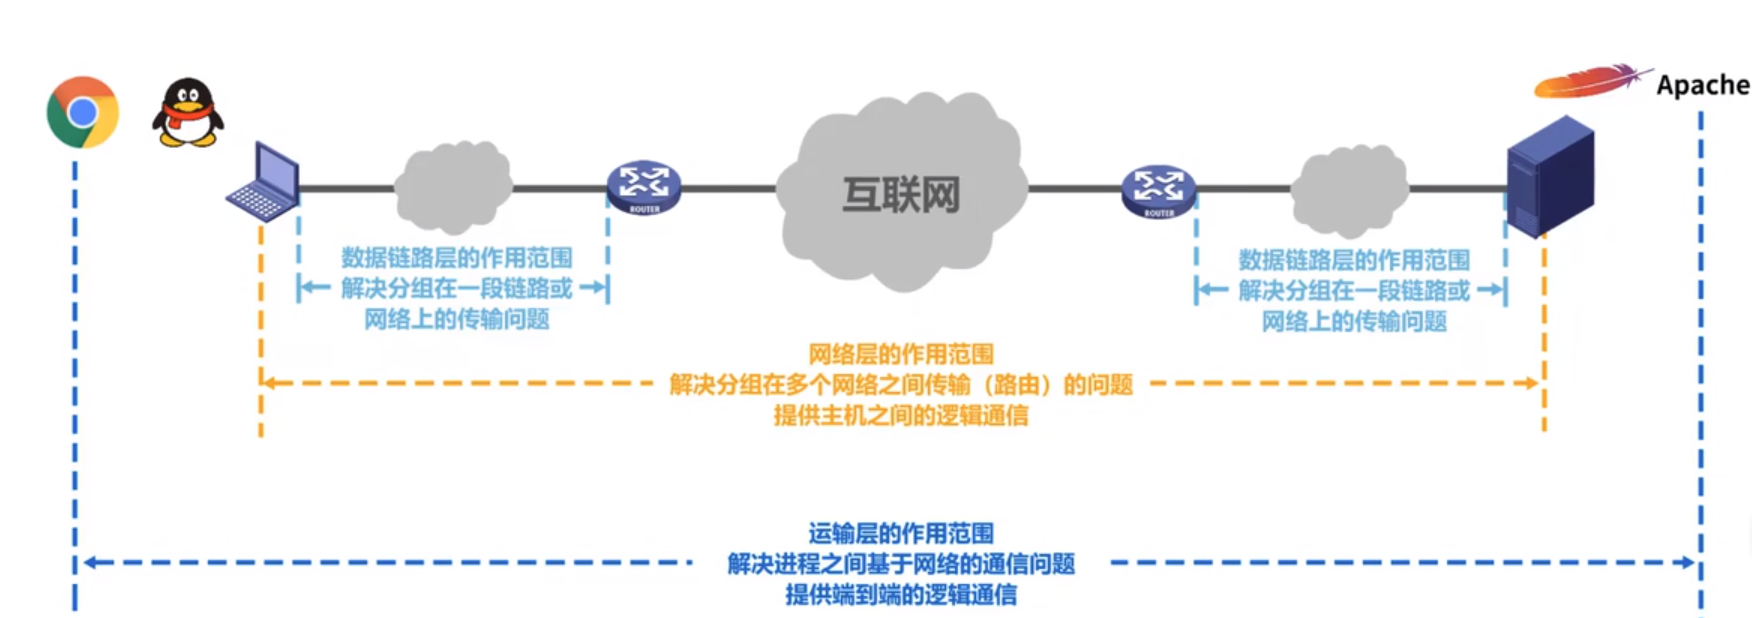 Apache
互联网
ROUTER
ROUTER
数据链路层的作用范围
解决分组在一段链路或
网络上的传输问题
数据链路层的作用范围
解决分组在一段链路或
网络上的传输问题
网络层的作用范围
解决分组在多个网络之间传输（路由）的问题
提供主机之间的逻辑通信
运输层的作用范围
解决进程之间基于网络的通信问题
提供端到端的逻辑通信